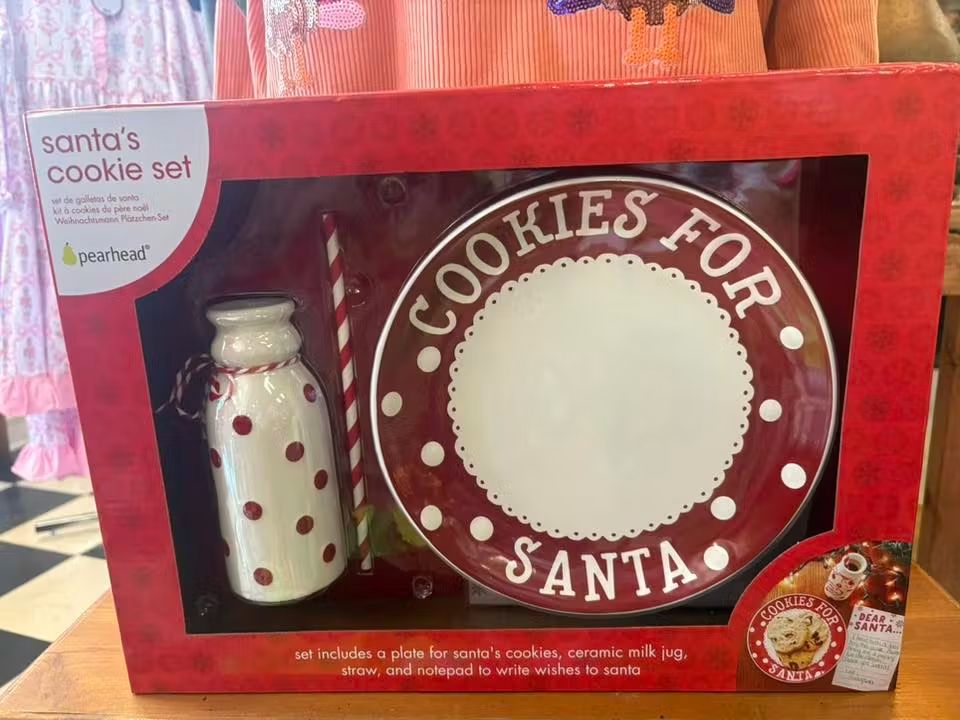 santa's
cookie set
set de galletas de santa
kit à cookies du père noël
Weihnachtsmann Plätzchen-Set
pearhead®
COOKIES FOR
SANTA
set includes a plate for santa's cookies, ceramic milk jug,
straw, and notepad to write wishes to santa
COOKIES FOR
SANTA
DEAR
SANTA...